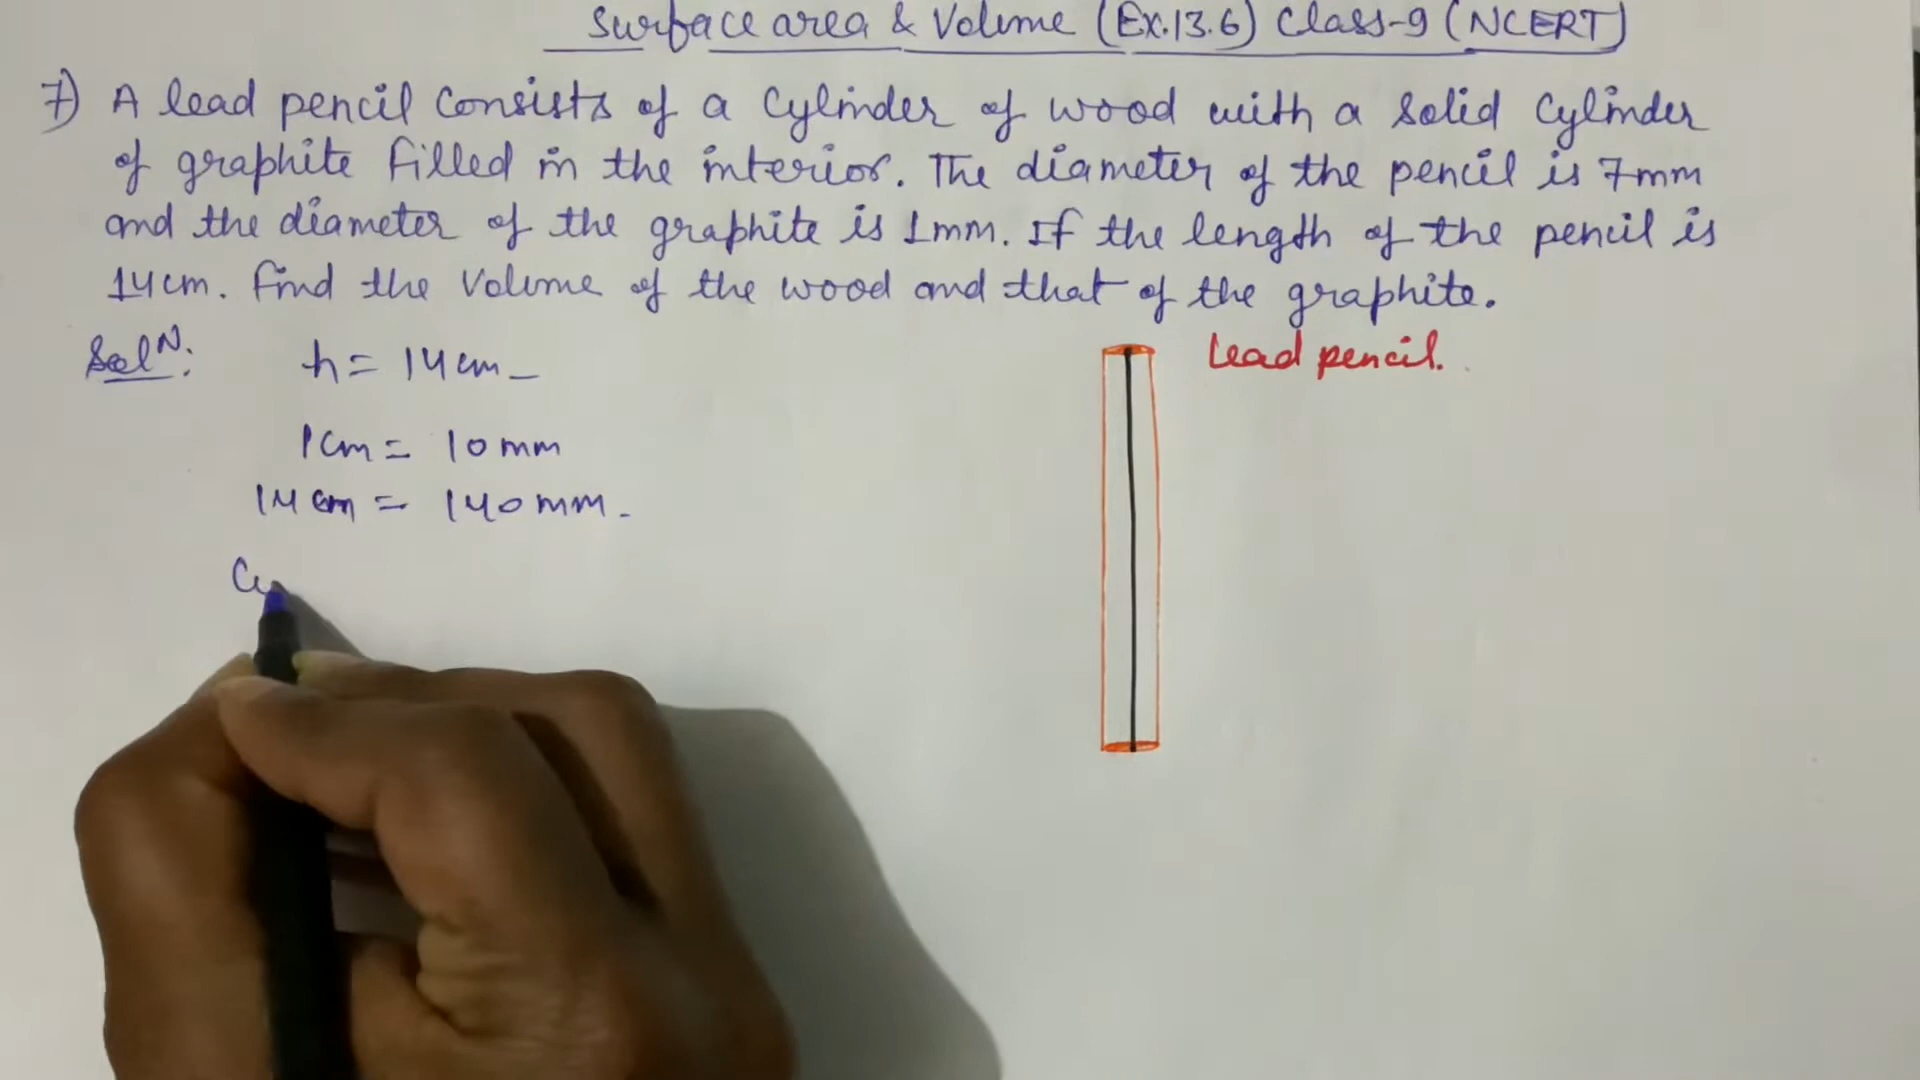 Surface area & Volume (Ex.13.6) Class-9 (NCERT)
7) A lead pencil consists of a cylinder of wood with a solid cylinder
of graphite filled in the interior. The diameter of the pencil is 7mm
and the diameter of the graphite is 1mm. If the length of the pencil is
14cm. Find the volume of the wood and that of the graphite.
SolN:
h = 14cm
Lead pencil.
1cm = 10mm
14cm = 140mm.